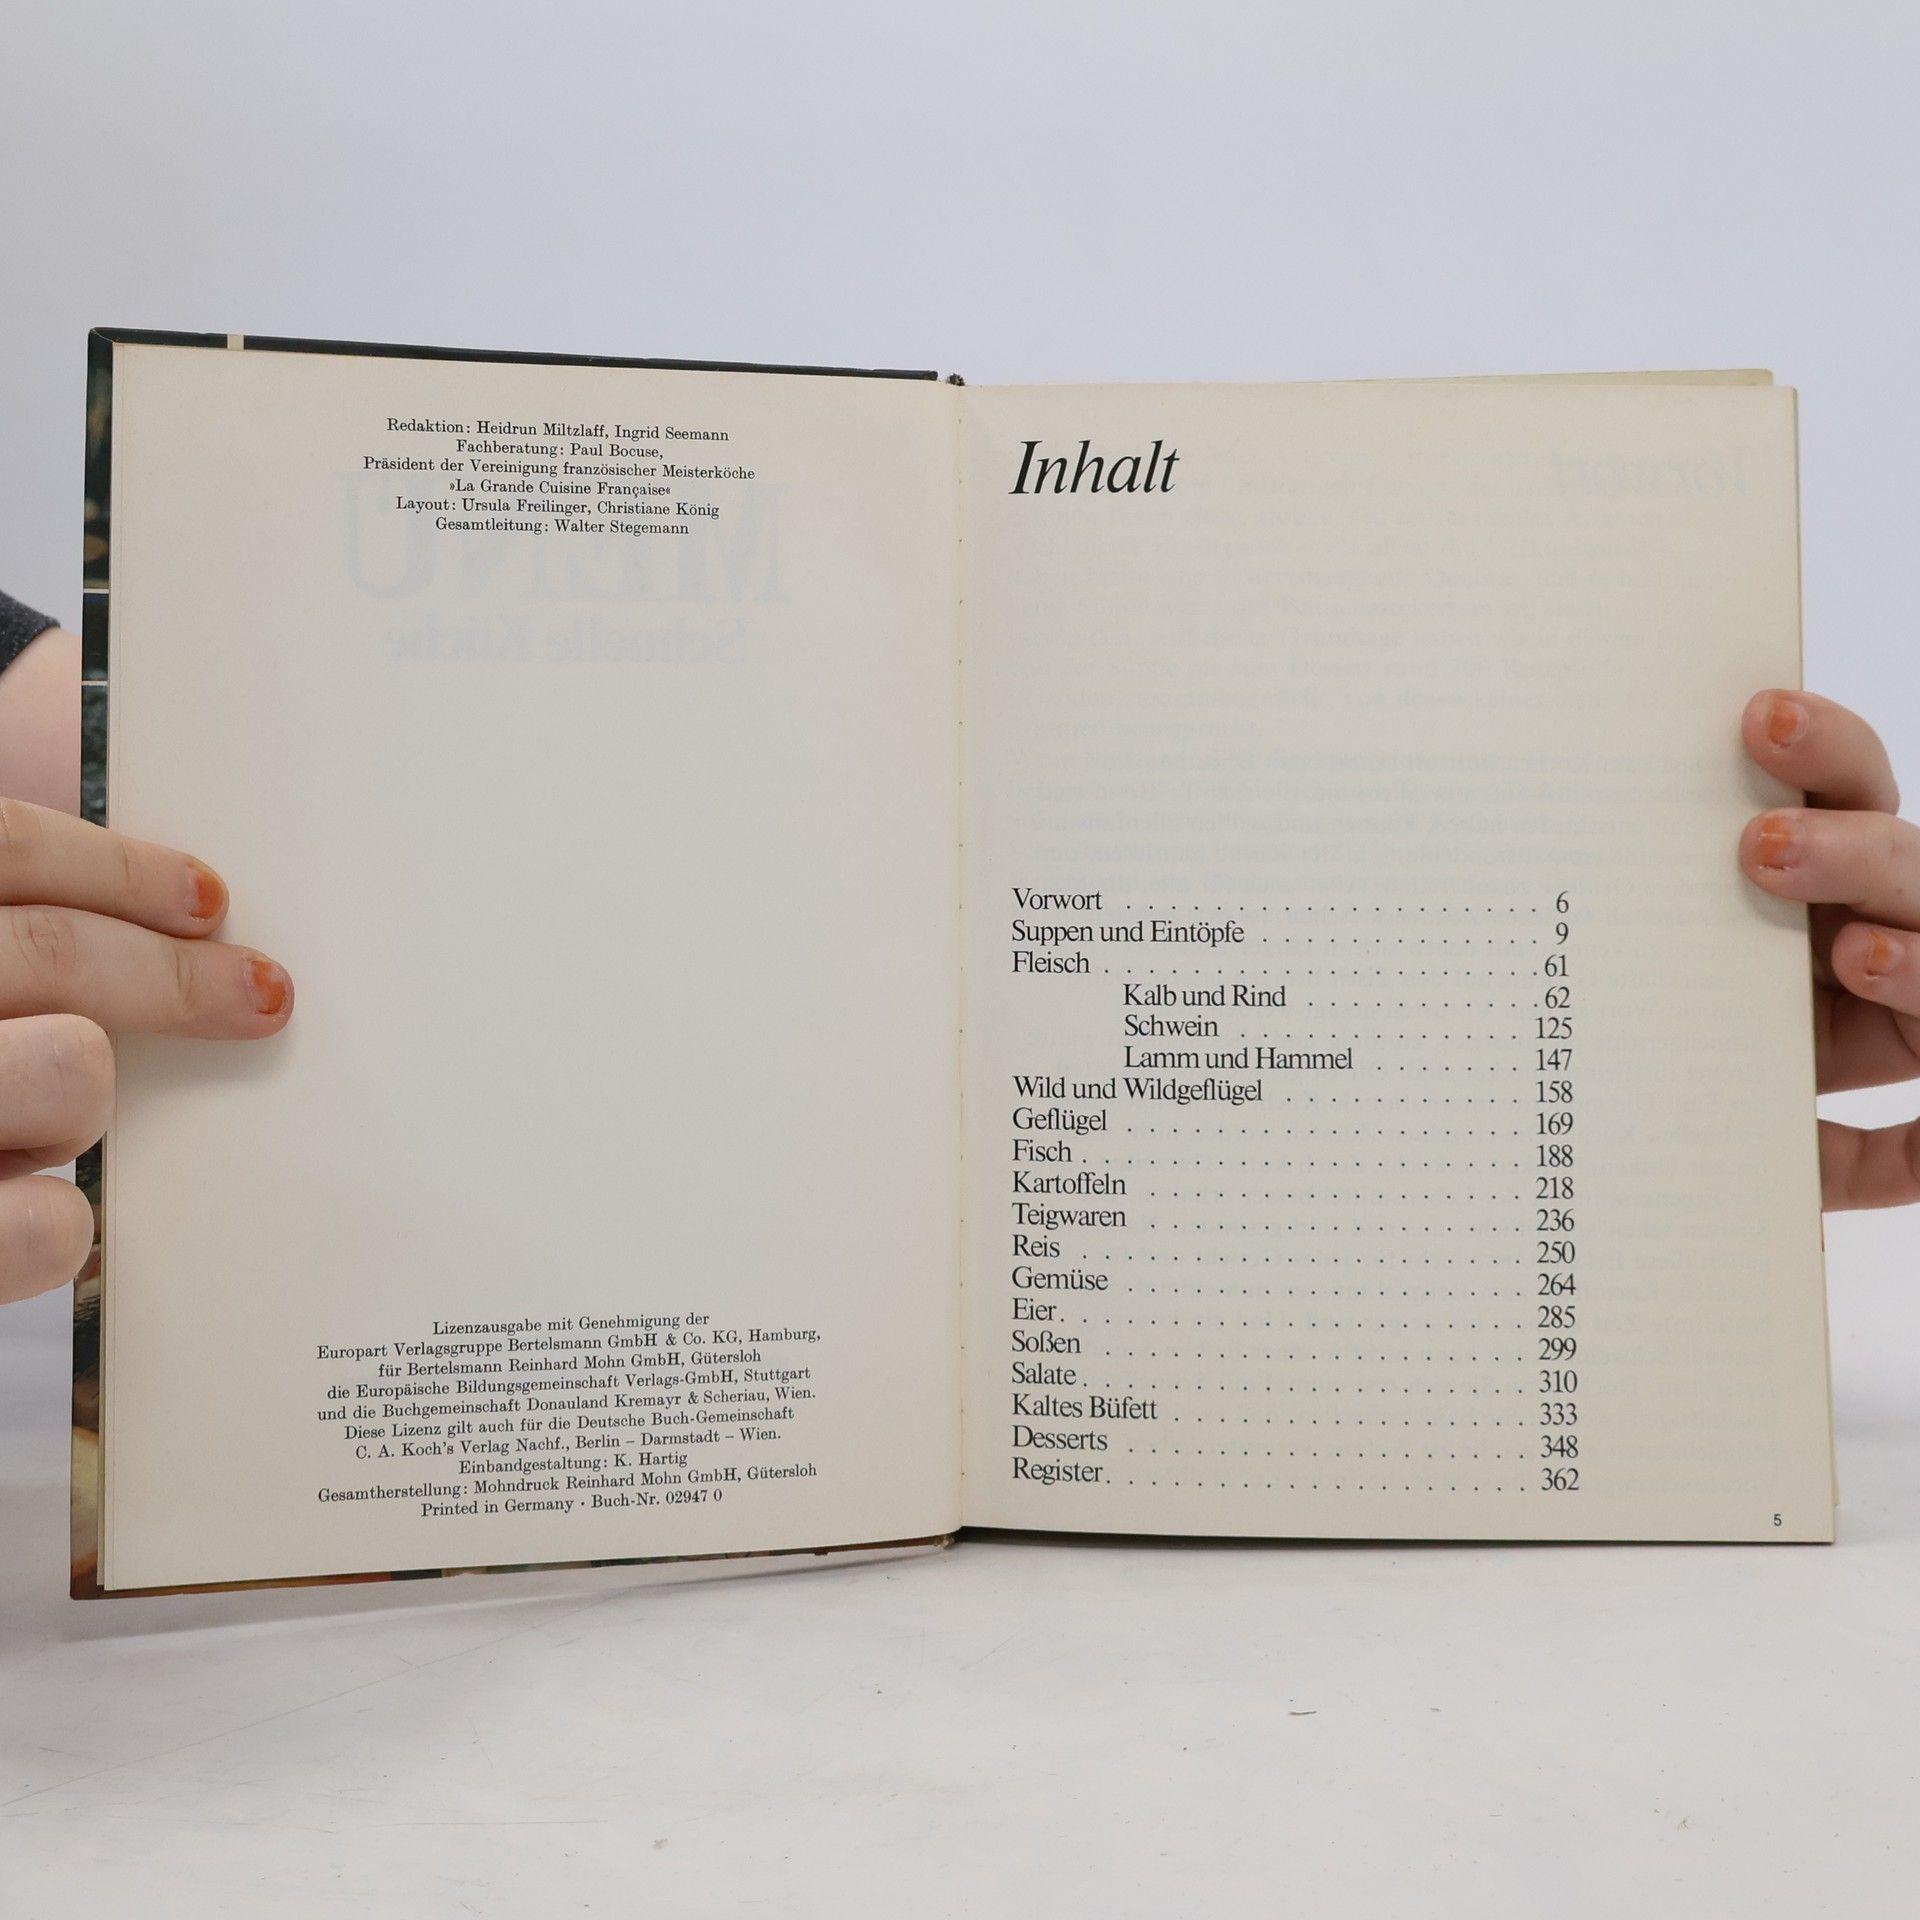 Redaktion: Heidrun Miltzlaff, Ingrid Seemann
Fachberatung: Paul Bocuse,
Präsident der Vereinigung französischer Meisterköche
»La Grande Cuisine Française«
Layout: Ursula Freilinger, Christiane König
Gesamtleitung: Walter Stegemann
MENÜ
Schnelle Küche
Lizenzausgabe mit Genehmigung der
Europart Verlagsgruppe Bertelsmann GmbH & Co. KG, Hamburg,
für Bertelsmann Reinhard Mohn GmbH, Gütersloh
die Europäische Bildungsgemeinschaft Verlags-GmbH, Stuttgart
und die Buchgemeinschaft Donauland Kremayr & Scheriau, Wien.
Diese Lizenz gilt auch für die Deutsche Buch-Gemeinschaft
C. A. Koch's Verlag Nachf., Berlin – Darmstadt – Wien.
Einbandgestaltung: K. Hartig
Gesamtherstellung: Mohndruck Reinhard Mohn GmbH, Gütersloh
Printed in Germany · Buch-Nr. 02947 0
Inhalt
Vorwort . . . . . . . . . . . . . . . . . . . 6
Suppen und Eintöpfe . . . . . . . . . . . . . 9
Fleisch . . . . . . . . . . . . . . . . . . . . 61
Kalb und Rind . . . . . . . . . . . 62
Schwein . . . . . . . . . . . . . 125
Lamm und Hammel . . . . . . . 147
Wild und Wildgeflügel . . . . . . . . . . . 158
Geflügel . . . . . . . . . . . . . . . . . . 169
Fisch . . . . . . . . . . . . . . . . . . . . 188
Kartoffeln . . . . . . . . . . . . . . . . . 218
Teigwaren . . . . . . . . . . . . . . . . . 236
Reis . . . . . . . . . . . . . . . . . . . . 250
Gemüse . . . . . . . . . . . . . . . . . . 264
Eier . . . . . . . . . . . . . . . . . . . . . 285
Soßen . . . . . . . . . . . . . . . . . . . 299
Salate . . . . . . . . . . . . . . . . . . . . 310
Kaltes Büfett . . . . . . . . . . . . . . . . 333
Desserts . . . . . . . . . . . . . . . . . . 348
Register . . . . . . . . . . . . . . . . . . . 362
5